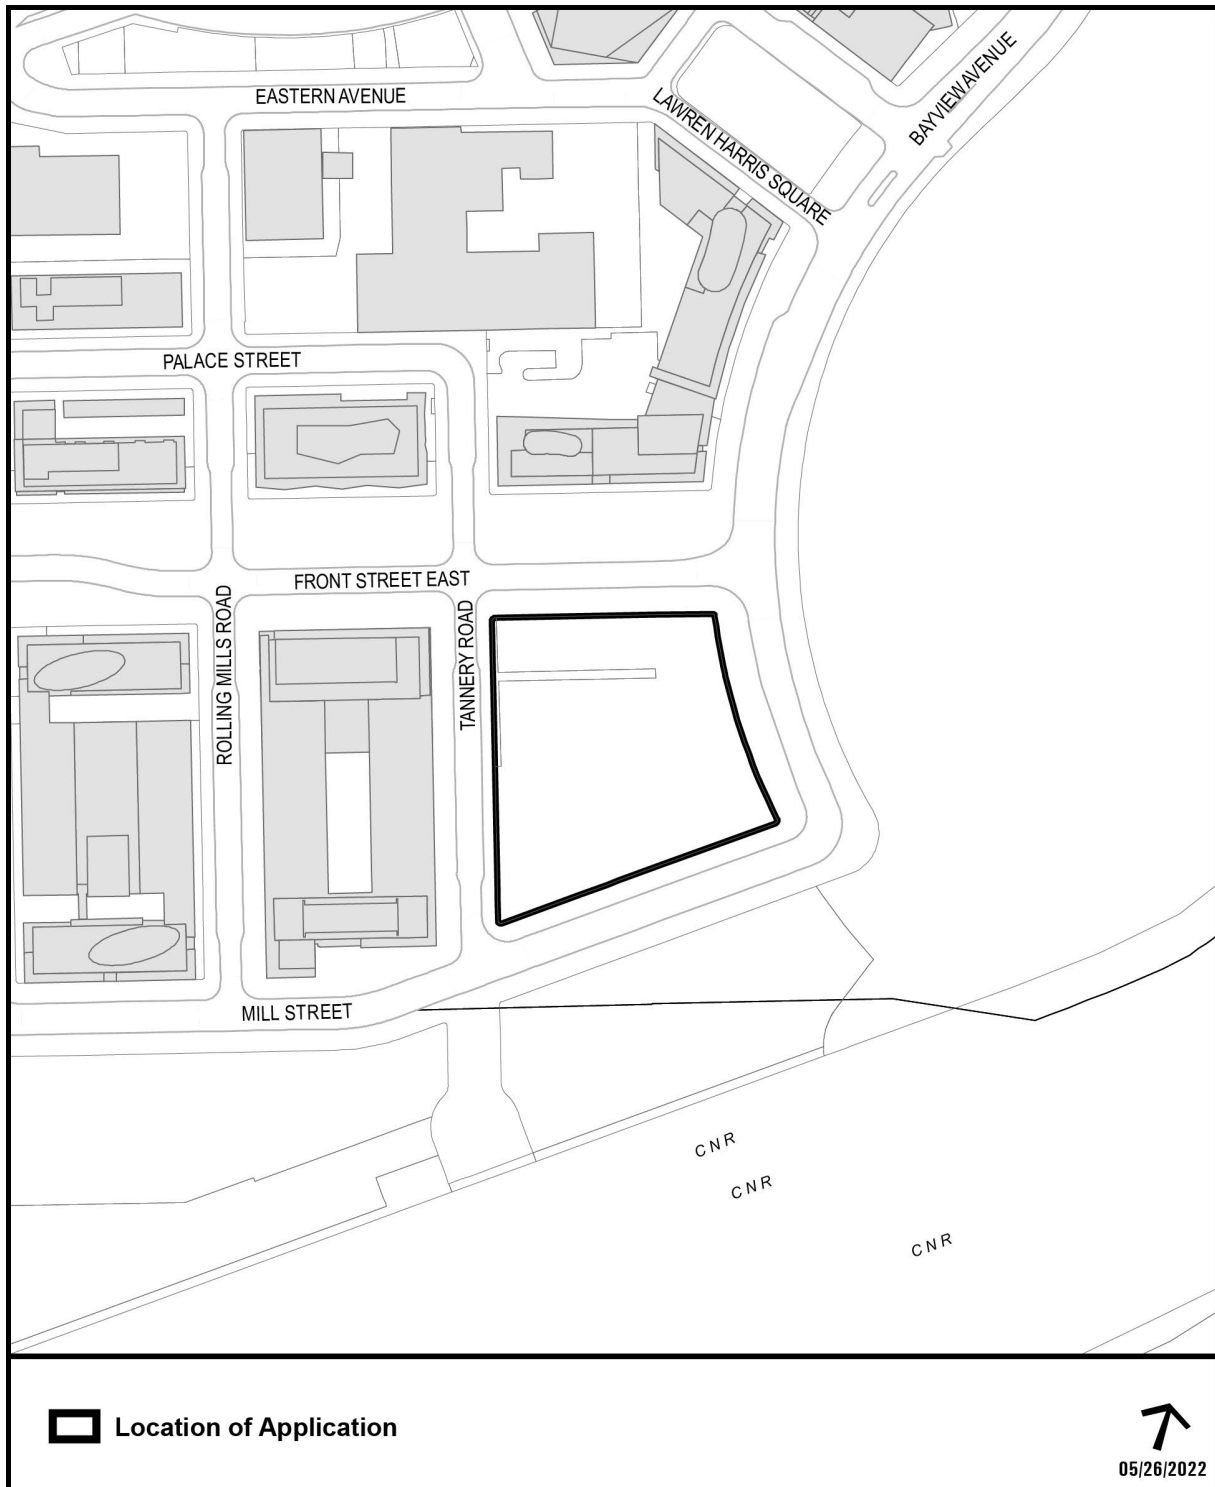 EASTERN AVENUE
LAWREN HARRIS SQUARE
BAYVIEW AVENUE
PALACE STREET
FRONT STREET EAST
ROLLING MILLS ROAD
TANNERY ROAD
MILL STREET
CNR
CNR
CNR
Location of Application
05/26/2022